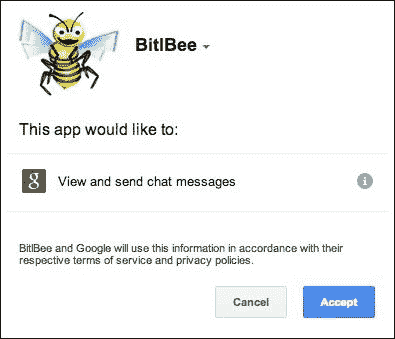 BitlBee
This app would like to:
g View and send chat messages i
BitlBee and Google will use this information in accordance with their
respective terms of service and privacy policies.
Cancel Accept